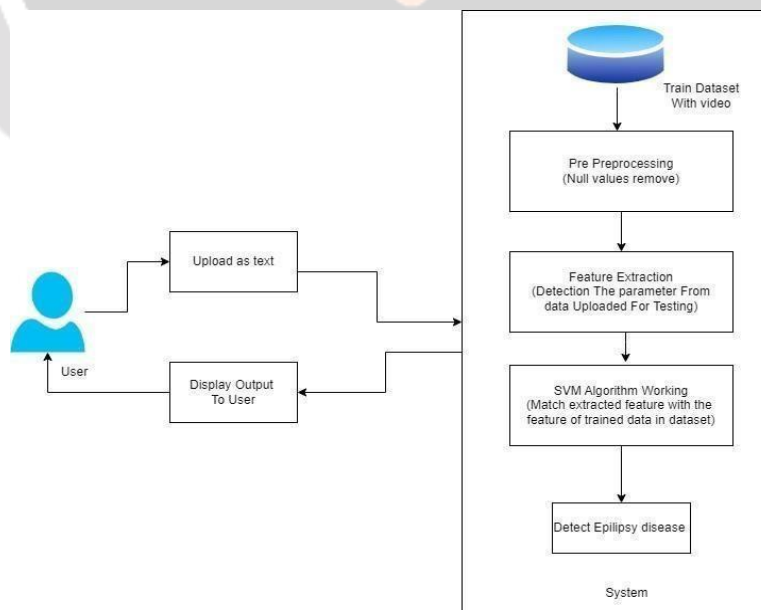 Train Dataset
With video
Pre Preprocessing
(Null values remove)
Feature Extraction
(Detection The parameter From
data Uploaded For Testing)
SVM Algorithm Working
(Match extracted feature with the
feature of trained data in dataset)
Detect Epilipsy disease
System
Upload as text
User
Display Output
To User